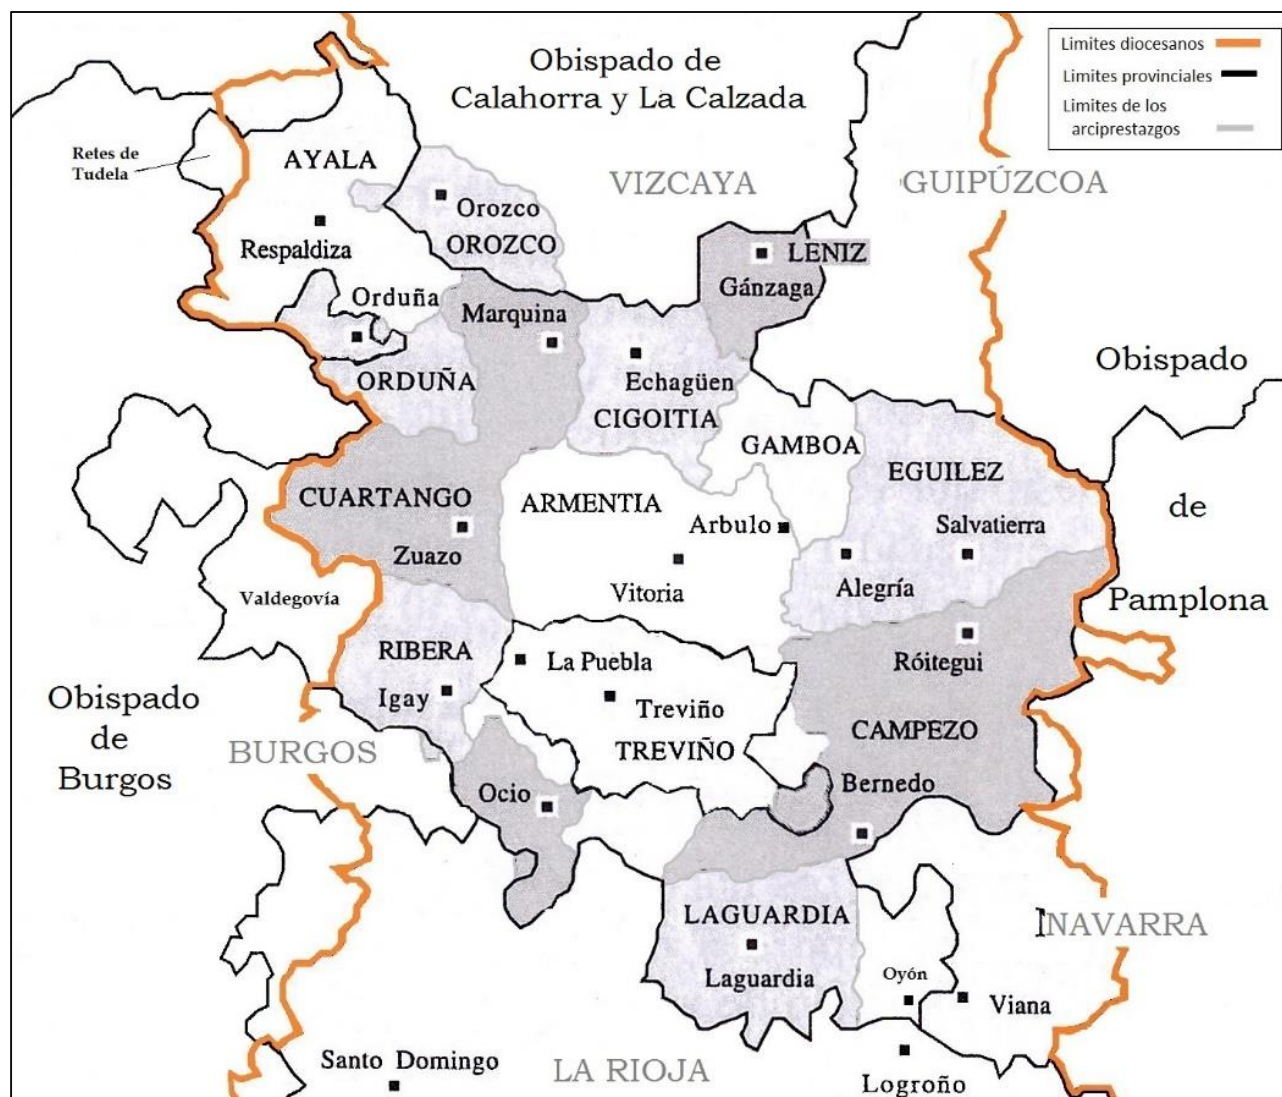 Obispado de
Calahorra y La Calzada
Limites diocesanos
Limites provinciales
Limites de los
arciprestazgos
Retes de
Tudela
AYALA
VIZCAYA
GUIPÚZCOA
Orozco
OROZCO
Respaldiza
LENIZ
Gánzaga
Orduña
Marquina
ORDUÑA
Echagüen
CIGOITIA
Obispado
de
Pamplona
GAMBOA
EGUILEZ
CUARTANGO
ARMENTIA
Arbulo
Salvatierra
Zuazo
Vitoria
Alegría
Valdegovía
RIBERA
Igay
La Puebla
Treviño
TREVIÑO
Róitegui
CAMPEZO
Obispado
de
Burgos
BURGOS
Ocio
Bernedo
LAGUARDIA
Laguardia
NAVARRA
Oyón
Viana
Santo Domingo
LA RIOJA
Logroño